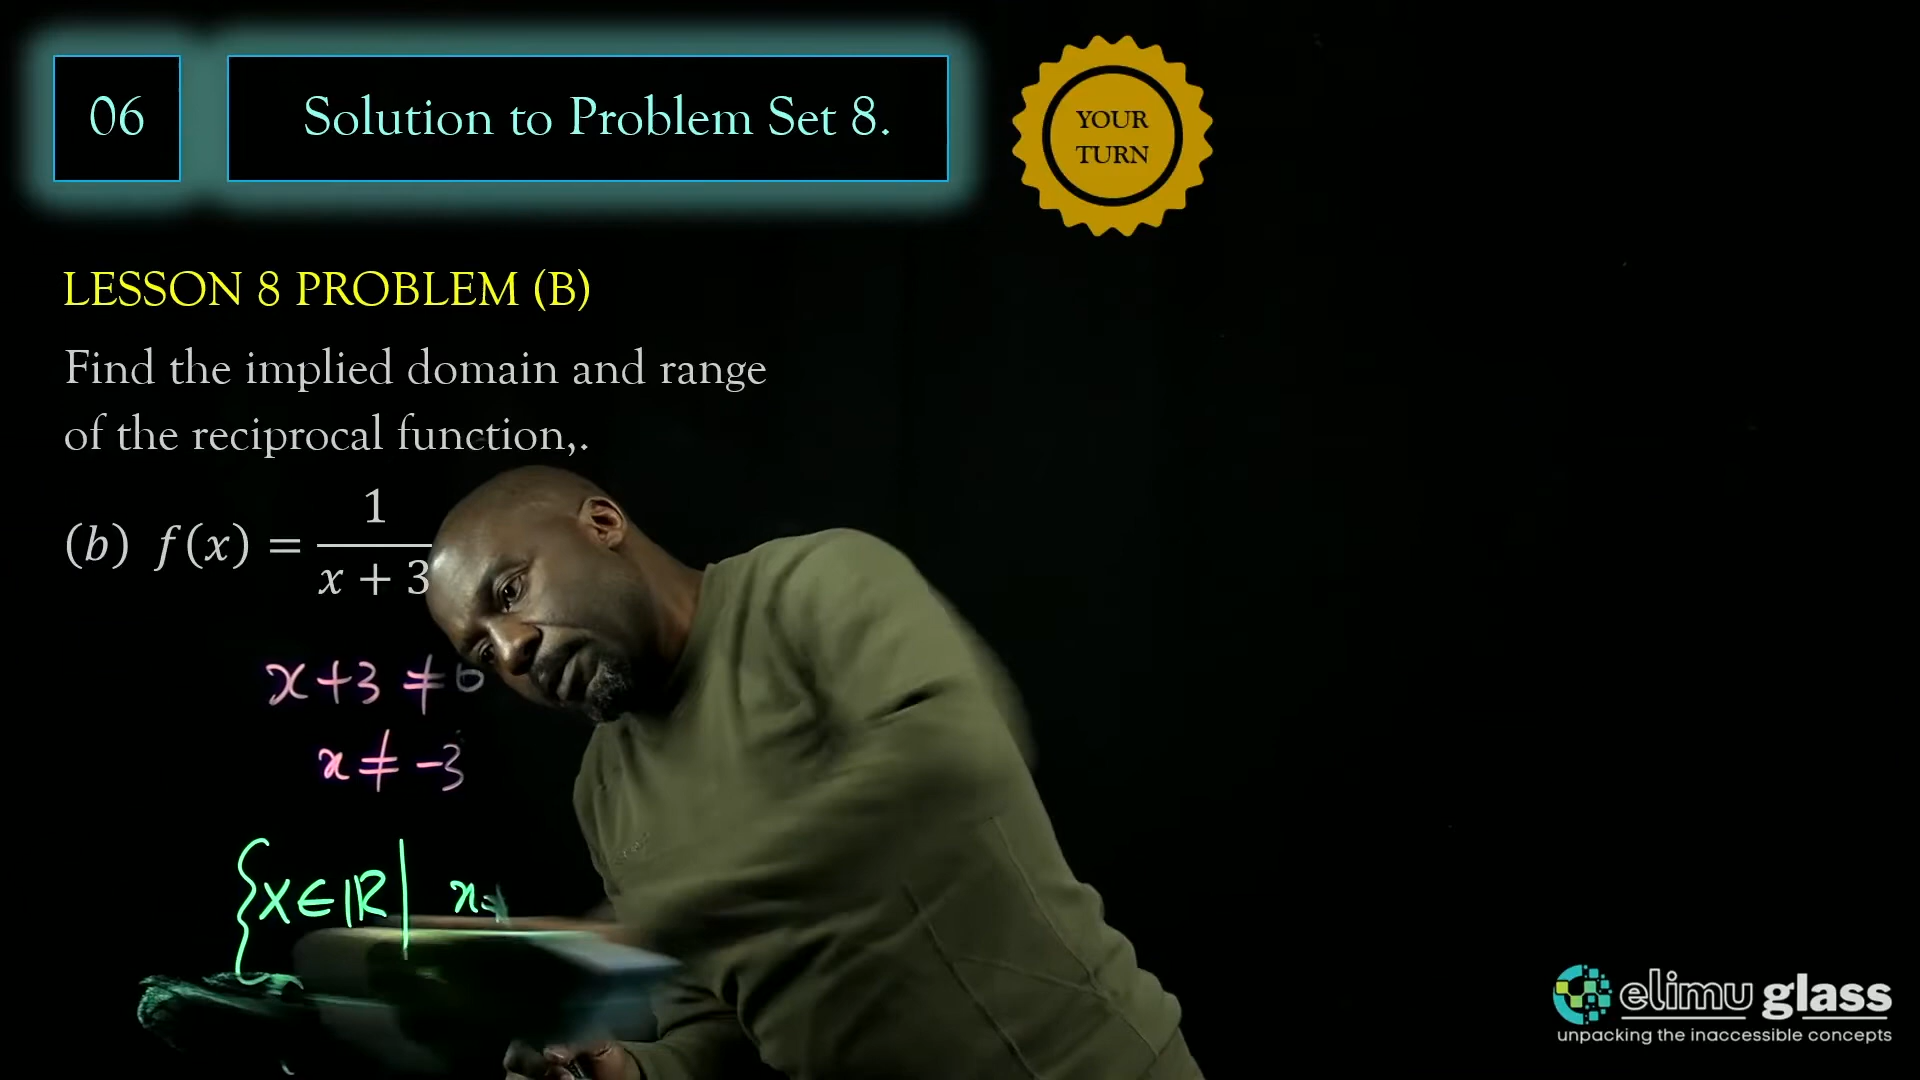 06
Solution to Problem Set 8.
YOUR
TURN
LESSON 8 PROBLEM (B)
Find the implied domain and range
of the reciprocal function,.
(b) f(x) = 1
x + 3
x+3 ≠ 0
x ≠ -3
{x∈ℝ| x
elimu glass
unpacking the inaccessible concepts